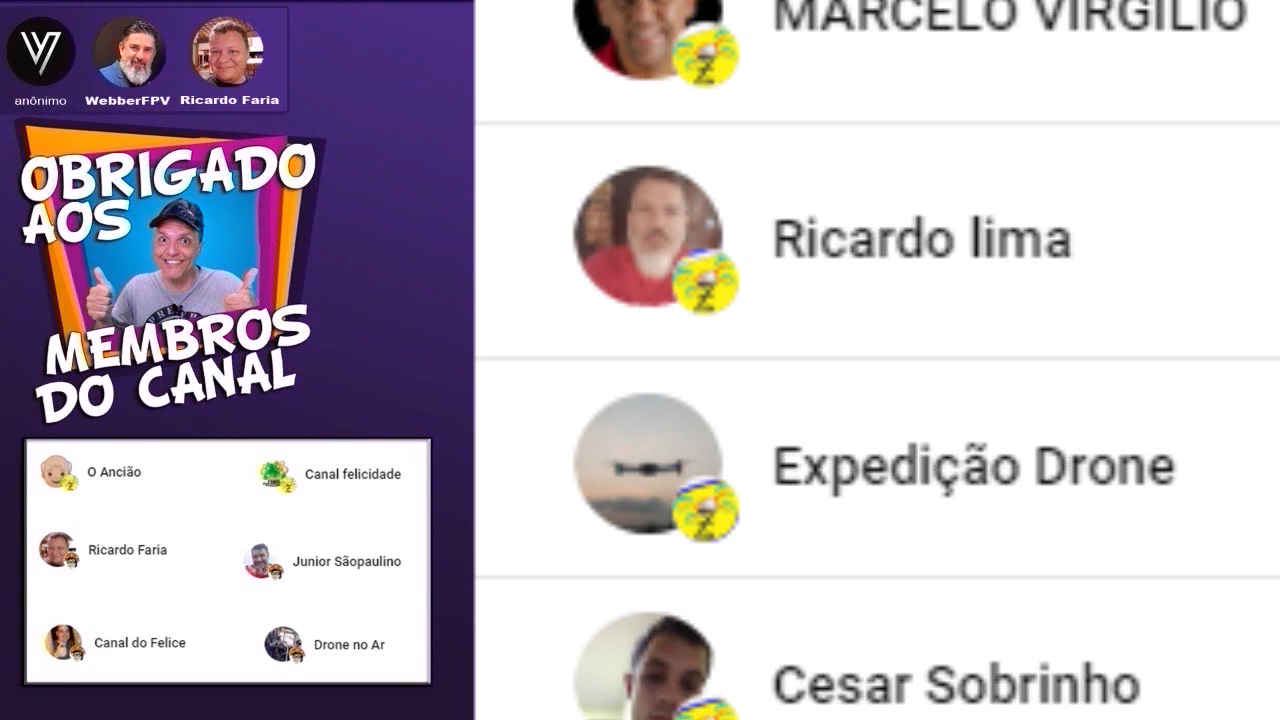 anônimo
WebberFPV
Ricardo Faria
OBRIGADO
AOS
MEMBROS
DO CANAL
O Ancião
Canal felicidade
Ricardo Faria
Junior Sãopaulino
Canal do Felice
Drone no Ar
MARCELO VIRGILIO
Ricardo lima
Expedição Drone
Cesar Sobrinho